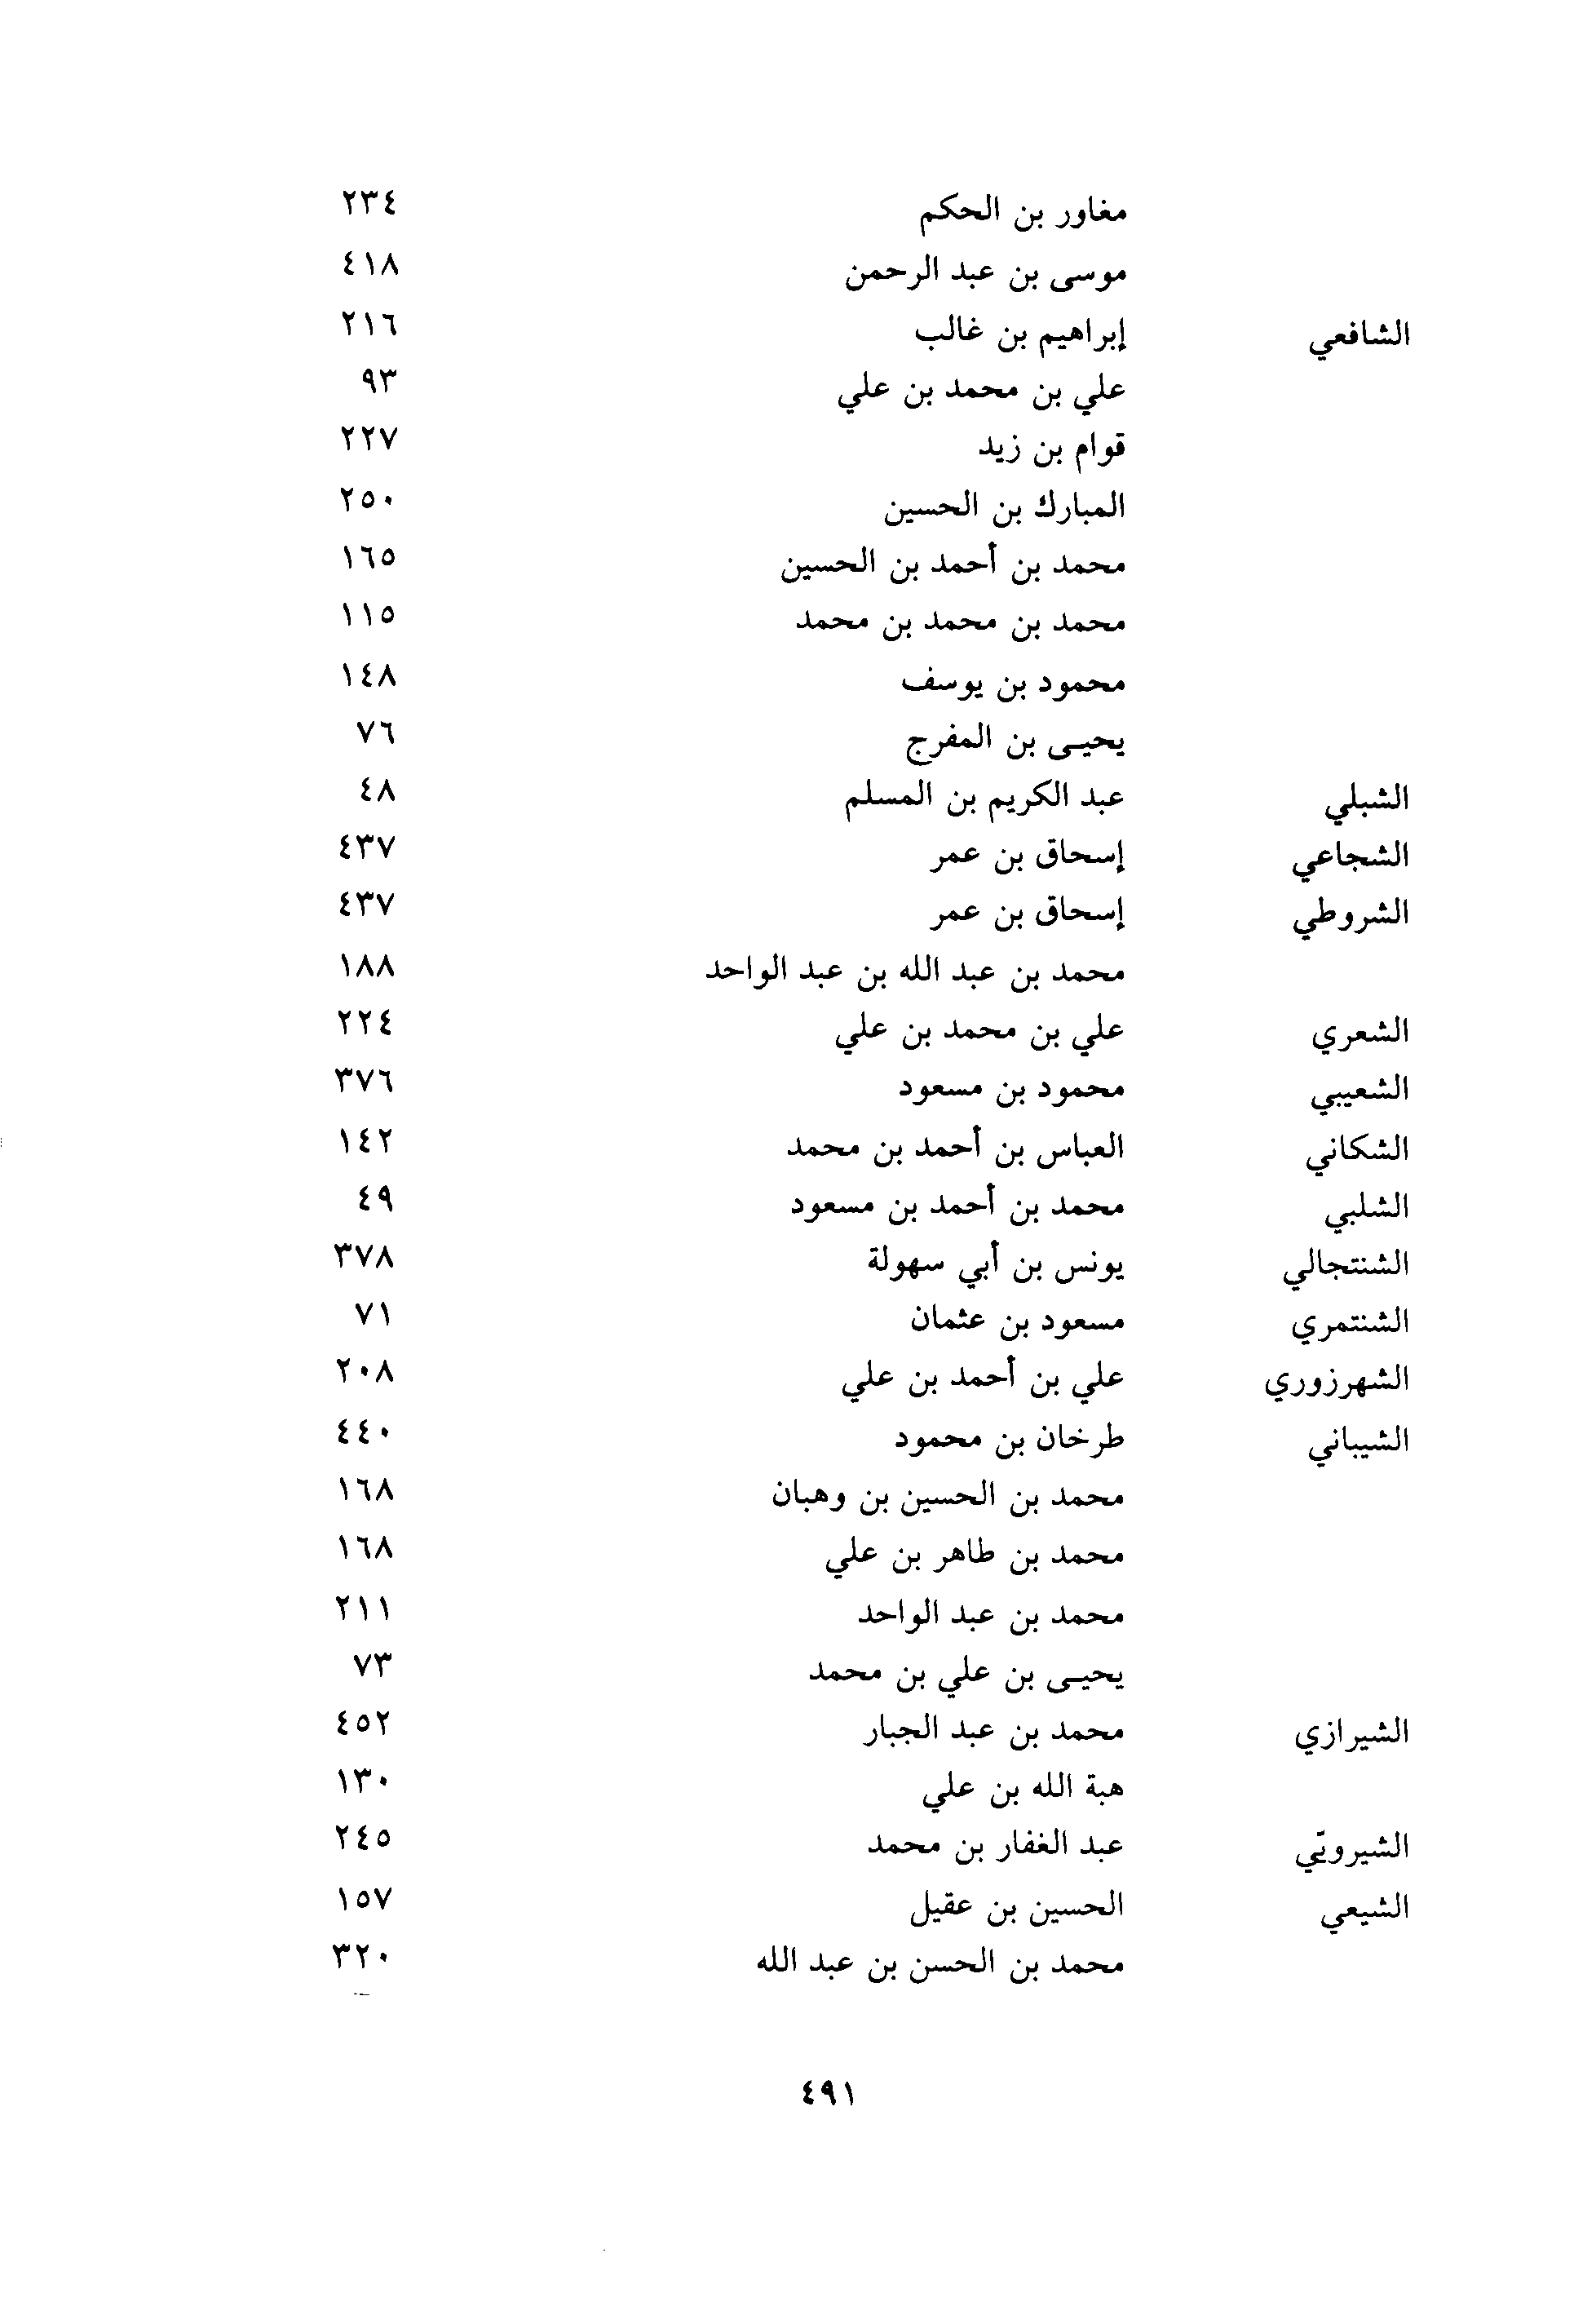 مغاور بن الحكم ٢٣٤
موسى بن عبد الرحمن ٤١٨
الشافعي إبراهيم بن غالب ٢١٦
علي بن محمد بن علي ٩٣
قوام بن زيد ٢٢٧
المبارك بن الحسين ٢٥٠
محمد بن أحمد بن الحسين ١٦٥
محمد بن محمد بن محمد ١١٥
محمود بن يوسف ١٤٨
يحيى بن المفرج ٧٦
الشبلي عبد الكريم بن المسلم ٤٨
الشجاعي إسحاق بن عمر ٤٣٧
الشروطي إسحاق بن عمر ٤٣٧
محمد بن عبد الله بن عبد الواحد ١٨٨
الشعري علي بن محمد بن علي ٢٢٤
الشعيبي محمود بن مسعود ٣٧٦
الشكاني العباس بن أحمد بن محمد ١٤٢
الشلبي محمد بن أحمد بن مسعود ٤٩
الشنتجالي يونس بن أبي سهولة ٣٧٨
الشنتمري مسعود بن عثمان ٧١
الشهرزوري علي بن أحمد بن علي ٢٠٨
الشيباني طرخان بن محمود ٤٤٠
محمد بن الحسين بن وهبان ١٦٨
محمد بن طاهر بن علي ١٦٨
محمد بن عبد الواحد ٢١١
يحيى بن علي بن محمد ٧٣
الشيرازي محمد بن عبد الجبار ٤٥٢
هبة الله بن علي ١٣٠
الشيرويّي عبد الغفار بن محمد ٢٤٥
الشيعي الحسين بن عقيل ١٥٧
محمد بن الحسن بن عبد الله ٣٢٠
٤٩١